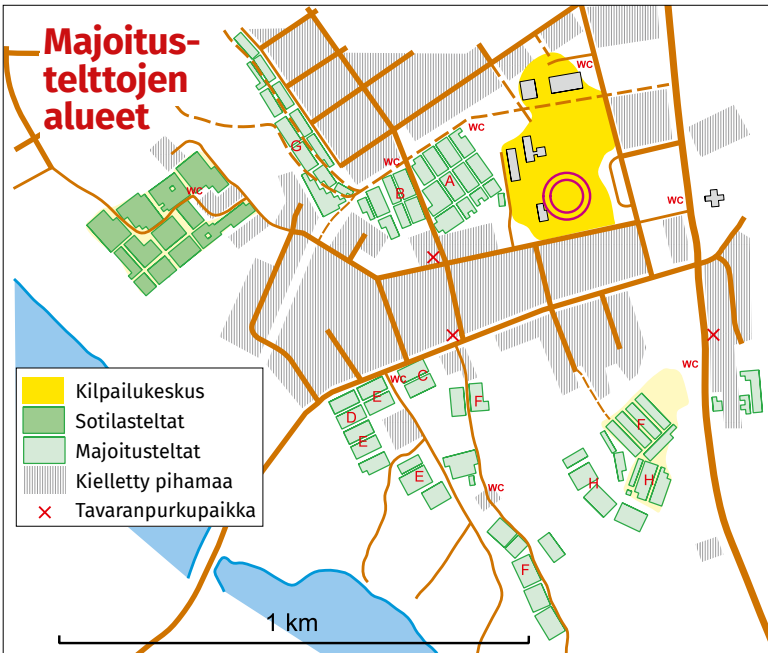 Majoitus-
telttojen
alueet
WC
WC
WC
G
WC
B
A
WC
WC
WC
WC
C
E
D
E
F
E
F
H
H
WC
F
Kilpailukeskus
Sotilasteltat
Majoitusteltat
Kielletty pihamaa
Tavaranpurkupaikka
1 km